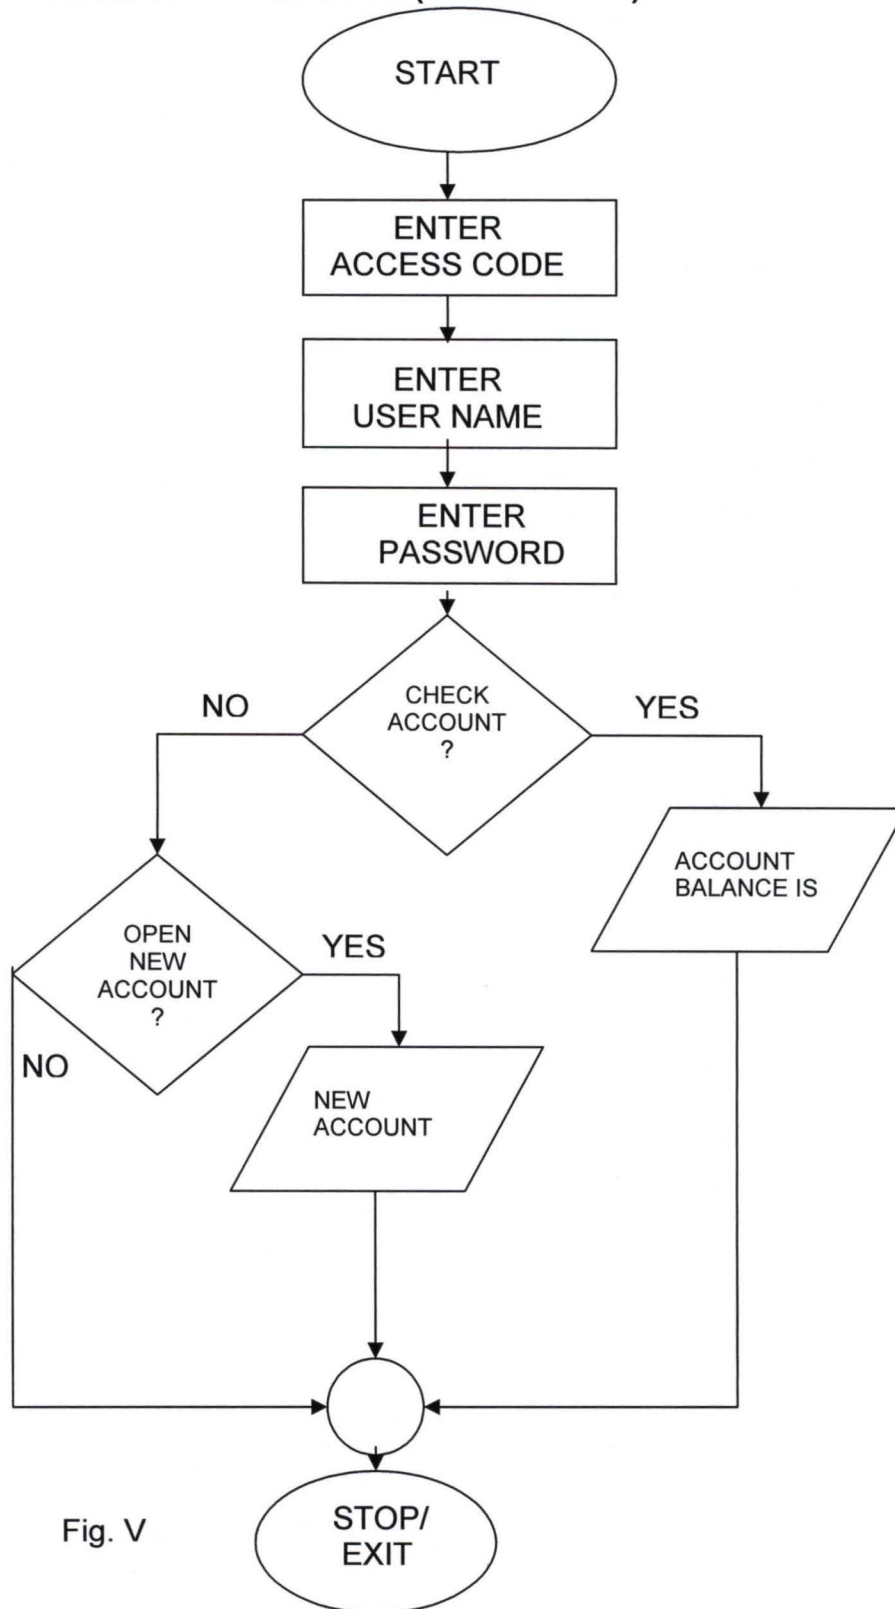 START
ENTER
ACCESS CODE
ENTER
USER NAME
ENTER
PASSWORD
CHECK
ACCOUNT
?
NO
YES
ACCOUNT
BALANCE IS
OPEN
NEW
ACCOUNT
?
YES
NO
NEW
ACCOUNT
STOP/
EXIT
Fig. V